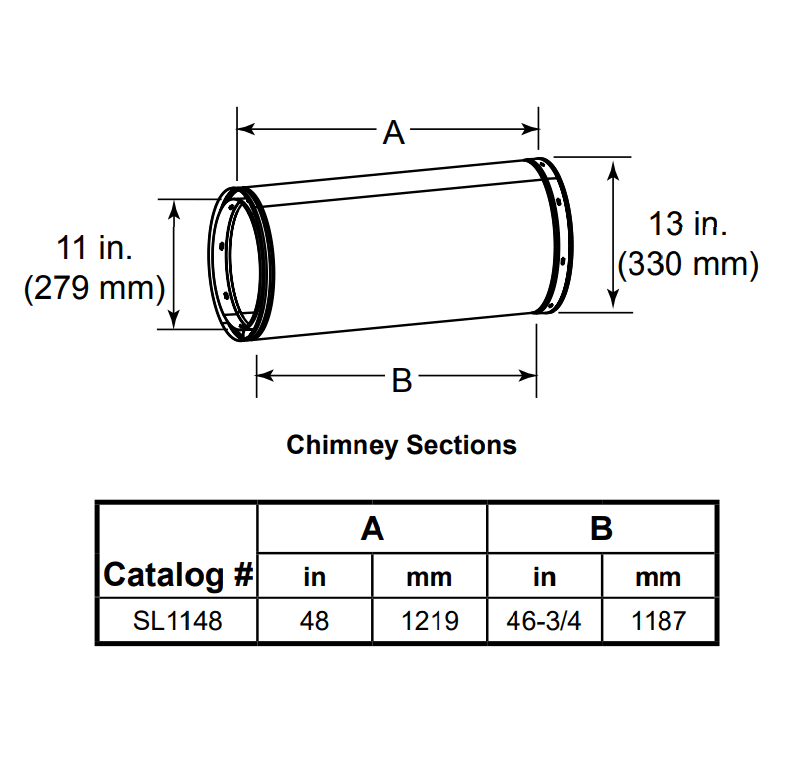 A
11 in.
(279 mm)
13 in.
(330 mm)
B
Chimney Sections
Catalog # A B
in mm in mm
SL1148 48 1219 46-3/4 1187